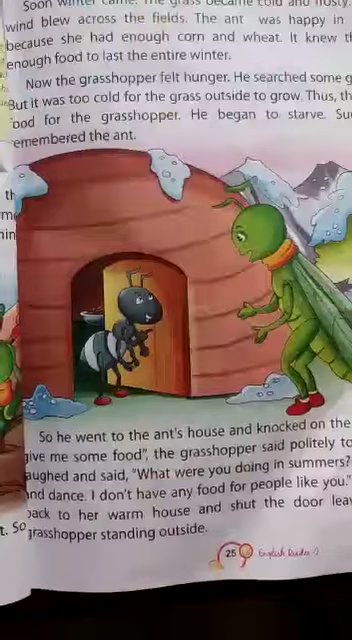 Soon winter came. The grass became cold and frosty.
wind blew across the fields. The ant was happy in
because she had enough corn and wheat. It knew th
enough food to last the entire winter.
Now the grasshopper felt hunger. He searched some g
But it was too cold for the grass outside to grow. Thus, th
food for the grasshopper. He began to starve. Su
emembered the ant.
th
me
So he went to the ant's house and knocked on the
give me some food", the grasshopper said politely to
aughed and said, "What were you doing in summers?
and dance. I don't have any food for people like you."
back to her warm house and shut the door lea
t. So
grasshopper standing outside.
25 English Reader-